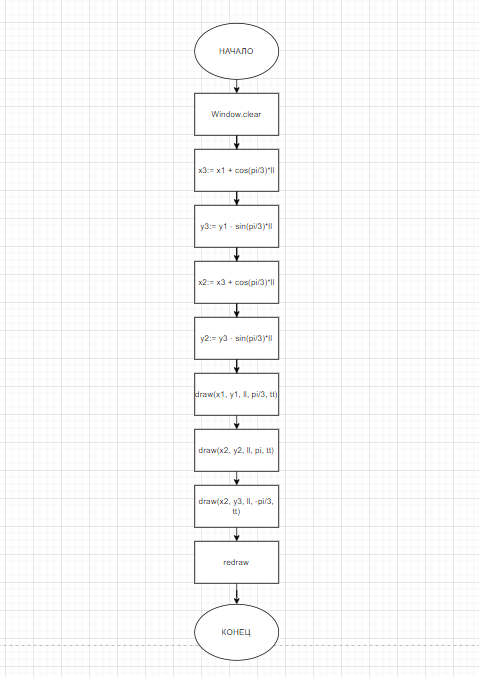 НАЧАЛО
Window.clear
x3:= x1 + cos(pi/3)*ll
y3:= y1 - sin(pi/3)*ll
x2:= x3 + cos(pi/3)*ll
y2:= y3 - sin(pi/3)*ll
draw(x1, y1, ll, pi/3, tt)
draw(x2, y2, ll, pi, tt)
draw(x2, y3, ll, -pi/3,
tt)
redraw
КОНЕЦ